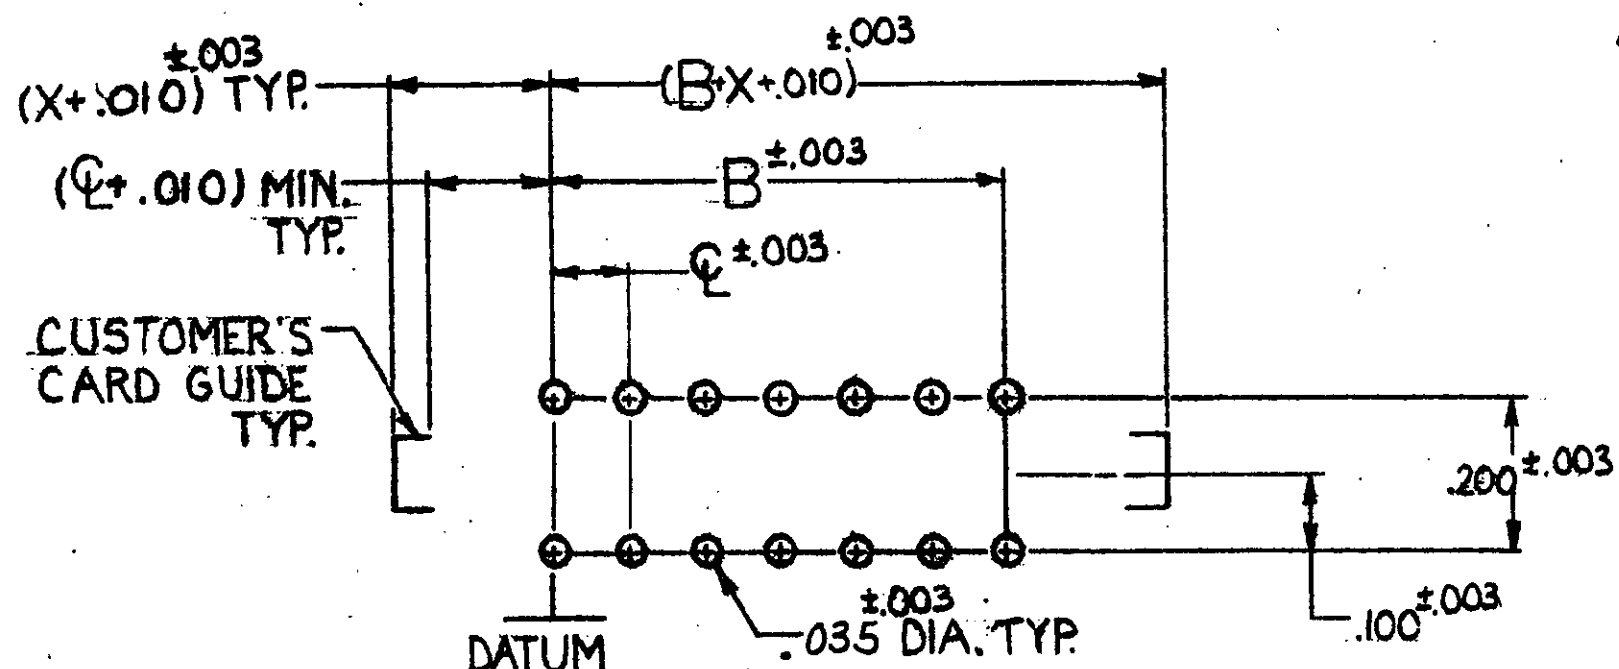 (X+.010) ±.003 TYP.
(B+X+.010) ±.003
(℄+.010) MIN.
TYP.
B ±.003
℄ ±.003
CUSTOMER'S
CARD GUIDE
TYP.
.200 ±.003
.100 ±.003
.035 ±.003 DIA. TYP.
DATUM